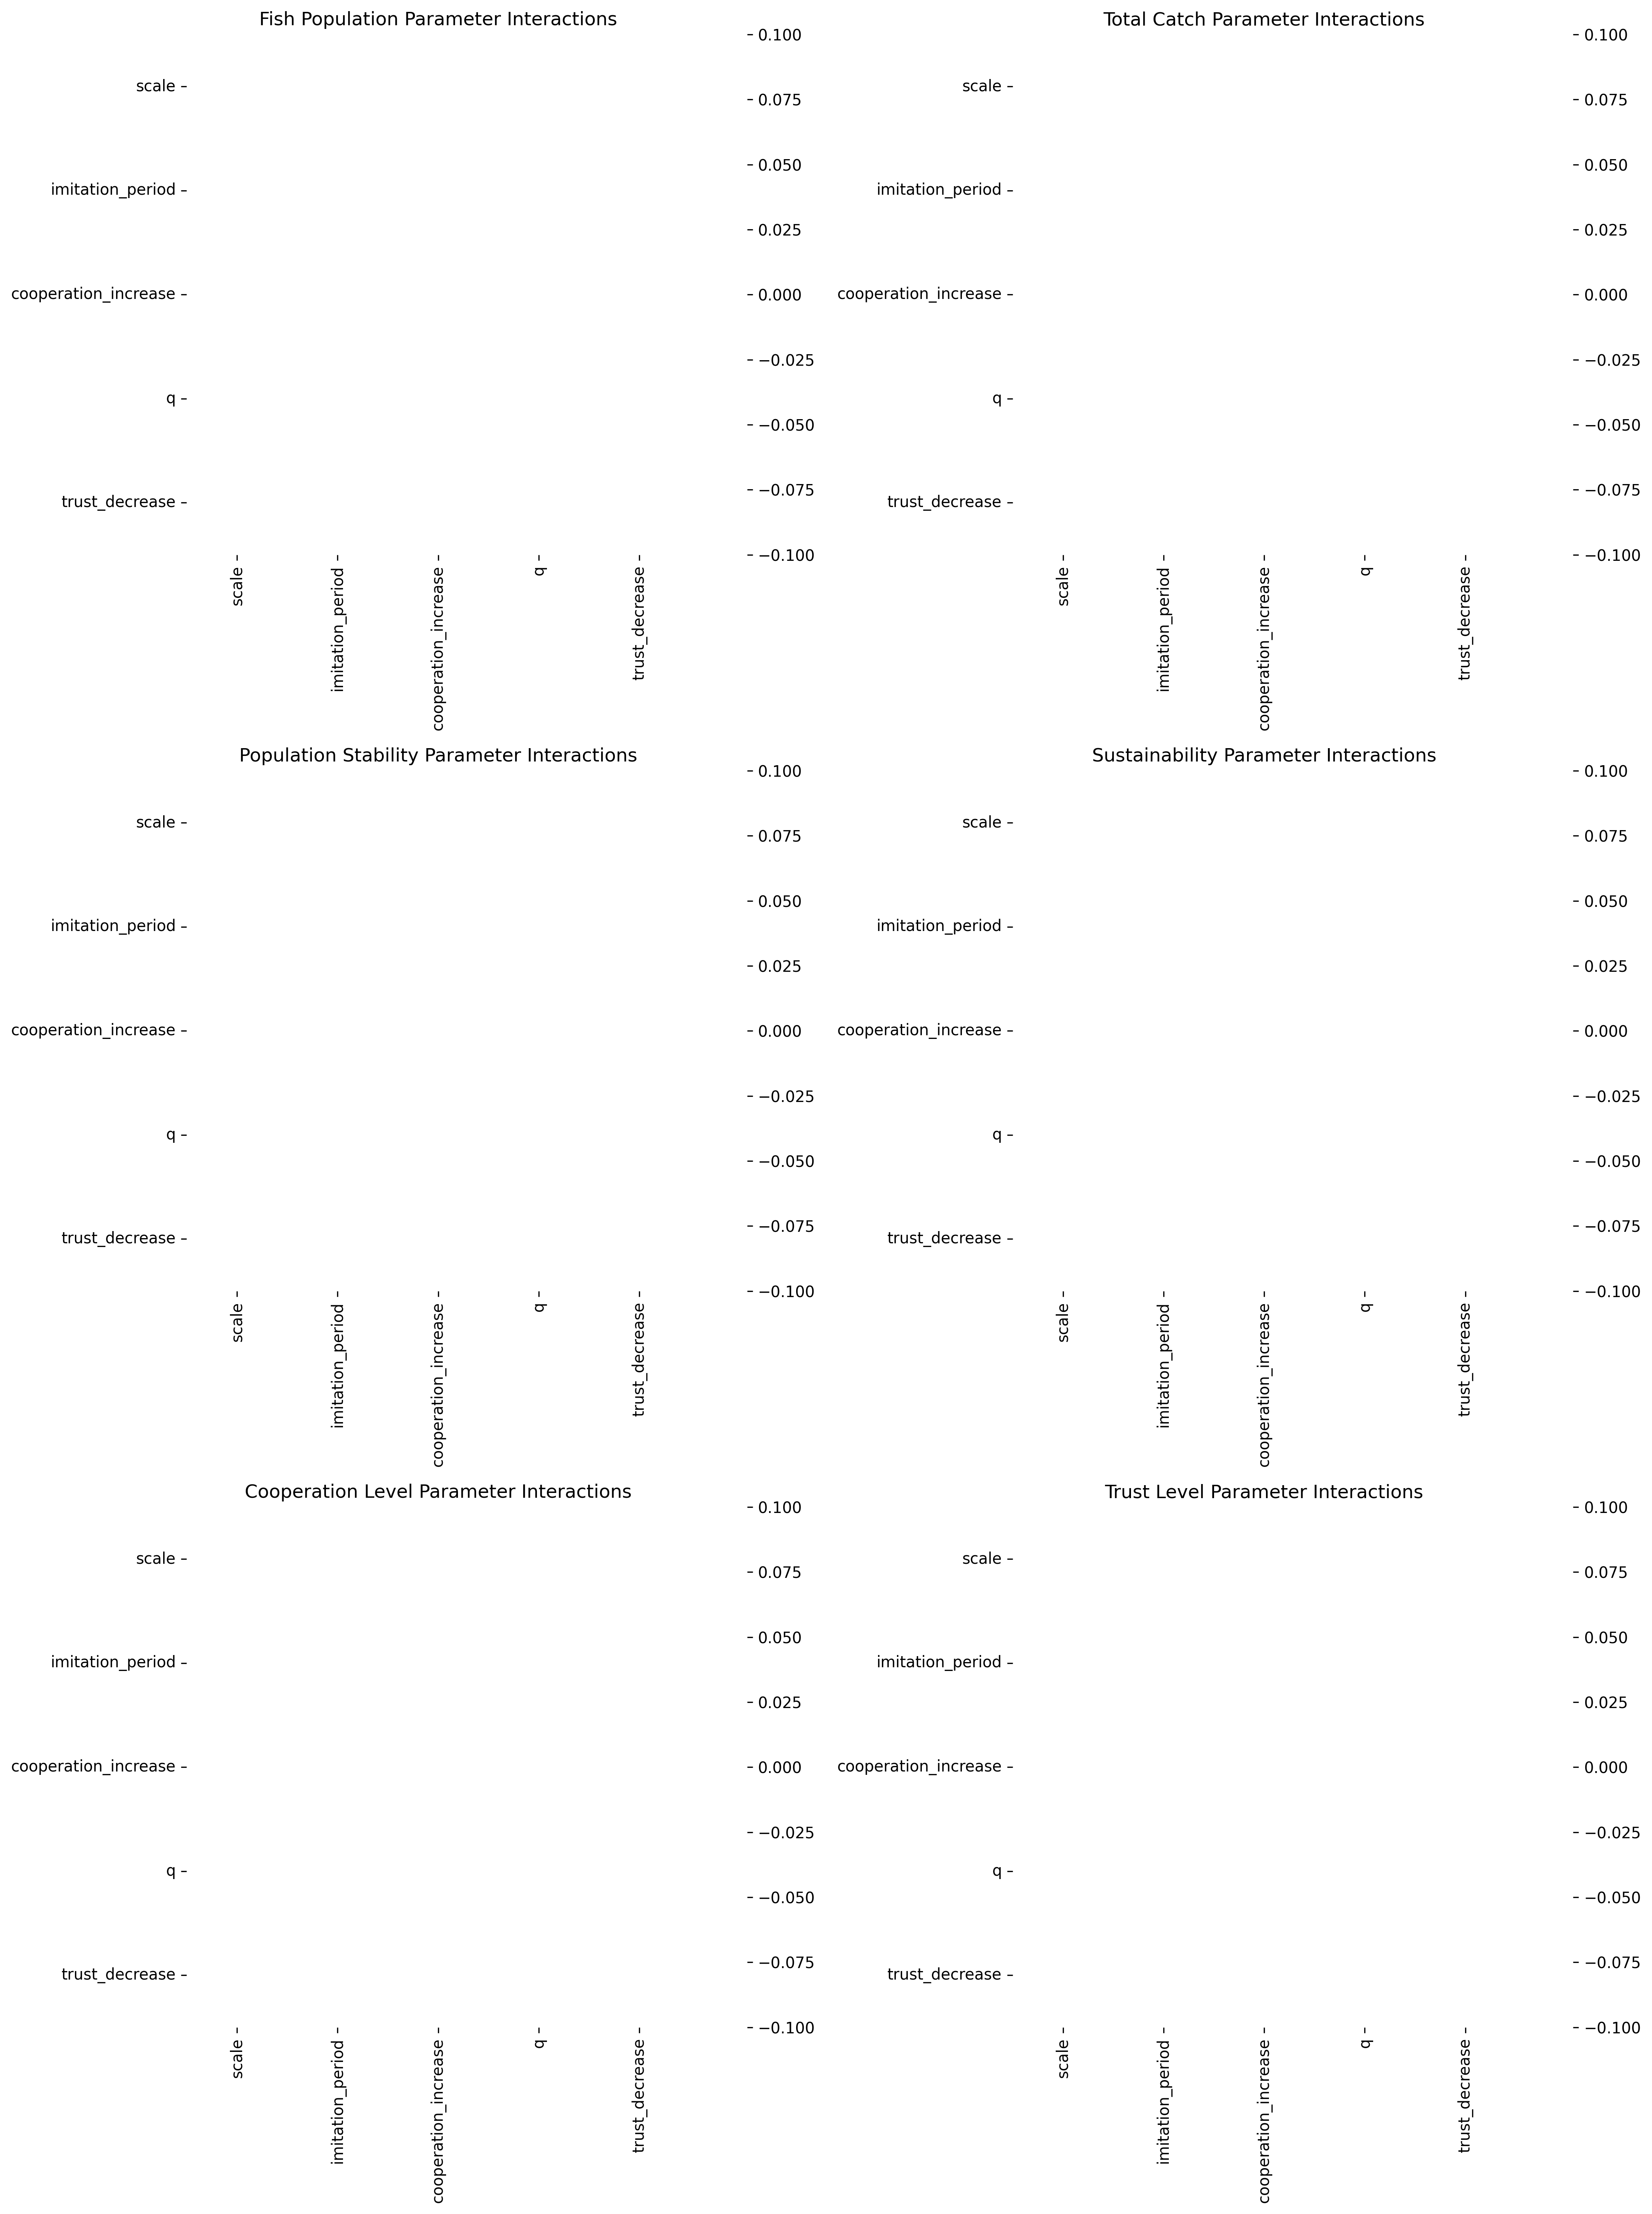 Fish Population Parameter Interactions
scale
imitation_period
cooperation_increase
q
trust_decrease
scale
imitation_period
cooperation_increase
q
trust_decrease
0.100
0.075
0.050
0.025
0.000
−0.025
−0.050
−0.075
−0.100
Total Catch Parameter Interactions
scale
imitation_period
cooperation_increase
q
trust_decrease
scale
imitation_period
cooperation_increase
q
trust_decrease
0.100
0.075
0.050
0.025
0.000
−0.025
−0.050
−0.075
−0.100
Population Stability Parameter Interactions
scale
imitation_period
cooperation_increase
q
trust_decrease
scale
imitation_period
cooperation_increase
q
trust_decrease
0.100
0.075
0.050
0.025
0.000
−0.025
−0.050
−0.075
−0.100
Sustainability Parameter Interactions
scale
imitation_period
cooperation_increase
q
trust_decrease
scale
imitation_period
cooperation_increase
q
trust_decrease
0.100
0.075
0.050
0.025
0.000
−0.025
−0.050
−0.075
−0.100
Cooperation Level Parameter Interactions
scale
imitation_period
cooperation_increase
q
trust_decrease
scale
imitation_period
cooperation_increase
q
trust_decrease
0.100
0.075
0.050
0.025
0.000
−0.025
−0.050
−0.075
−0.100
Trust Level Parameter Interactions
scale
imitation_period
cooperation_increase
q
trust_decrease
scale
imitation_period
cooperation_increase
q
trust_decrease
0.100
0.075
0.050
0.025
0.000
−0.025
−0.050
−0.075
−0.100